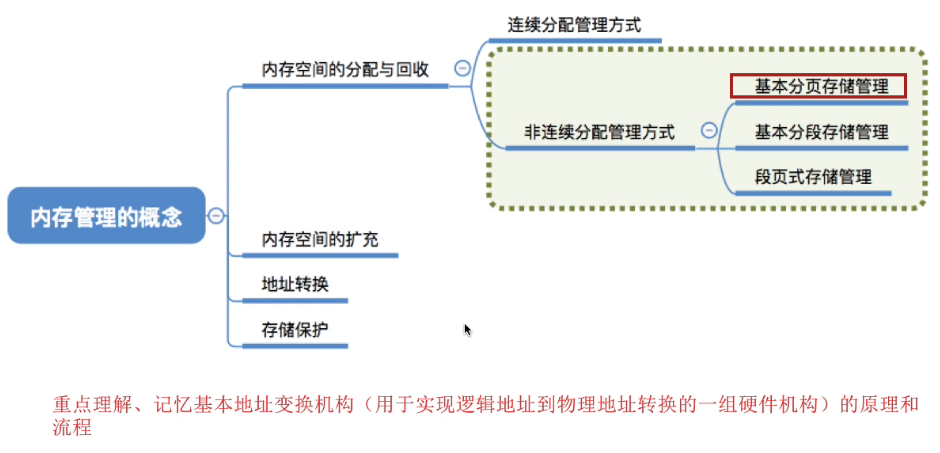 连续分配管理方式
内存空间的分配与回收
基本分页存储管理
非连续分配管理方式
基本分段存储管理
段页式存储管理
内存管理的概念
内存空间的扩充
地址转换
存储保护
重点理解、记忆基本地址变换机构（用于实现逻辑地址到物理地址转换的一组硬件机构）的原理和
流程